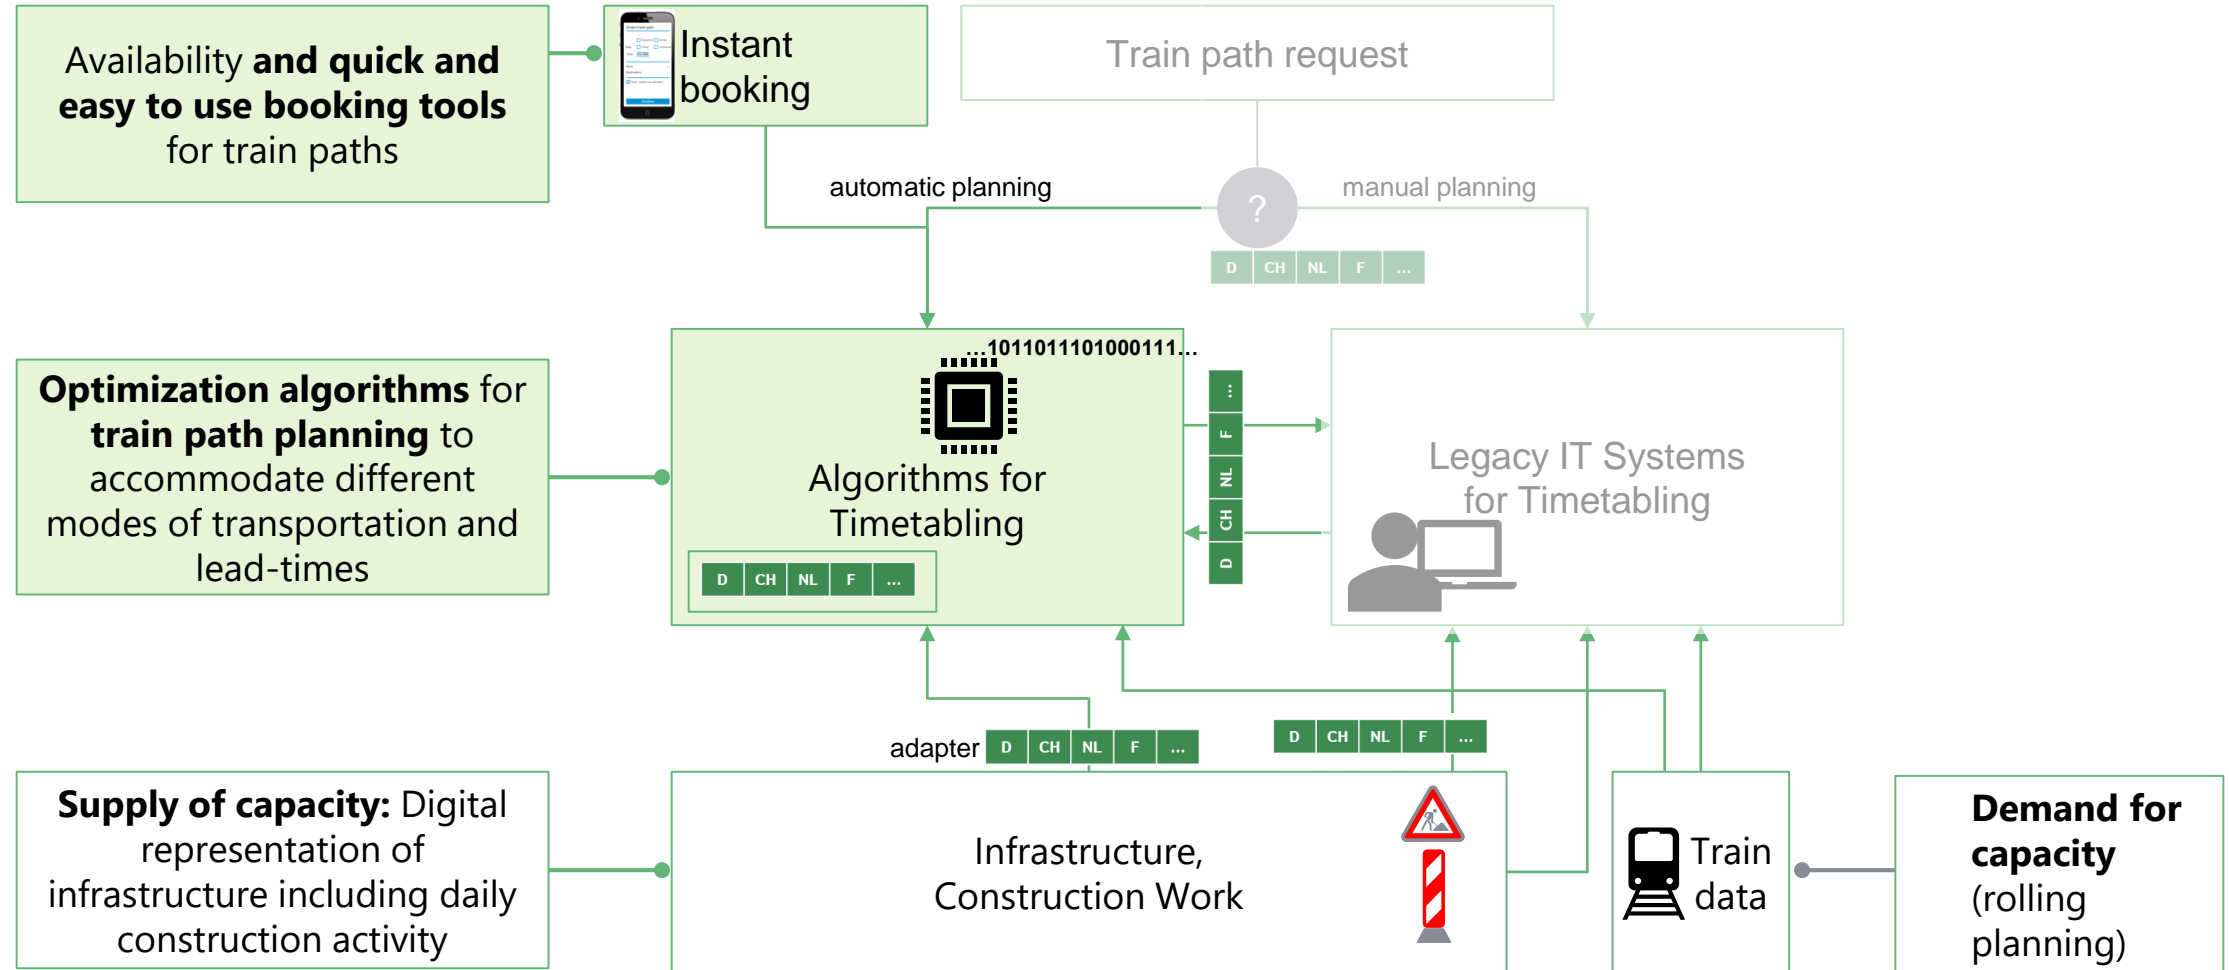 Availability and quick and
easy to use booking tools
for train paths
Instant
booking
Train path request
automatic planning
?
manual planning
D CH NL F ...
Optimization algorithms for
train path planning to
accommodate different
modes of transportation and
lead-times
...1011011101000111...
Algorithms for
Timetabling
D CH NL F ...
D CH NL F ...
Legacy IT Systems
for Timetabling
adapter D CH NL F ...
D CH NL F ...
Supply of capacity: Digital
representation of
infrastructure including daily
construction activity
Infrastructure,
Construction Work
Train
data
Demand for
capacity
(rolling
planning)